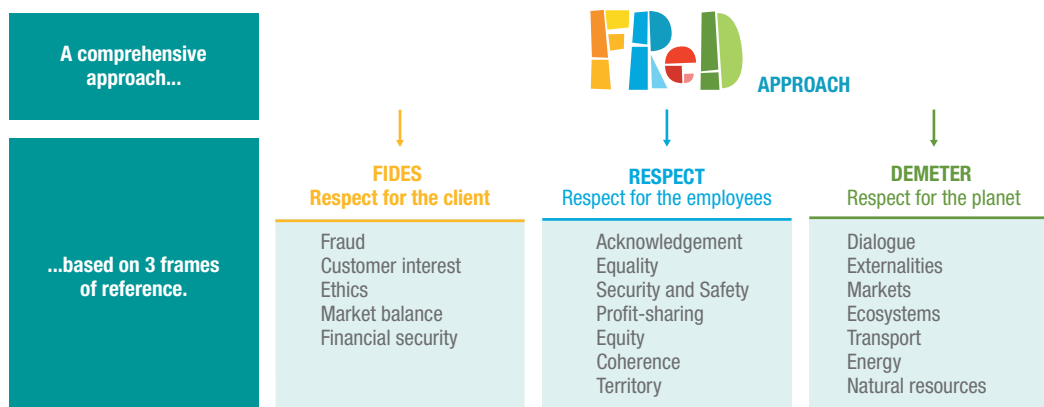 A comprehensive
approach...
FReD
APPROACH
...based on 3 frames
of reference.
FIDES
Respect for the client
Fraud
Customer interest
Ethics
Market balance
Financial security
RESPECT
Respect for the employees
Acknowledgement
Equality
Security and Safety
Profit-sharing
Equity
Coherence
Territory
DEMETER
Respect for the planet
Dialogue
Externalities
Markets
Ecosystems
Transport
Energy
Natural resources